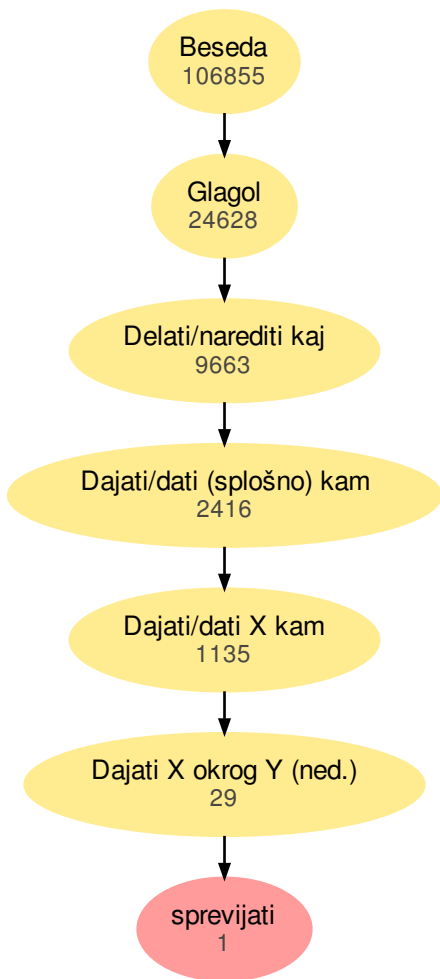 Beseda
106855
Glagol
24628
Delati/narediti kaj
9663
Dajati/dati (splošno) kam
2416
Dajati/dati X kam
1135
Dajati X okrog Y (ned.)
29
sprevijati
1